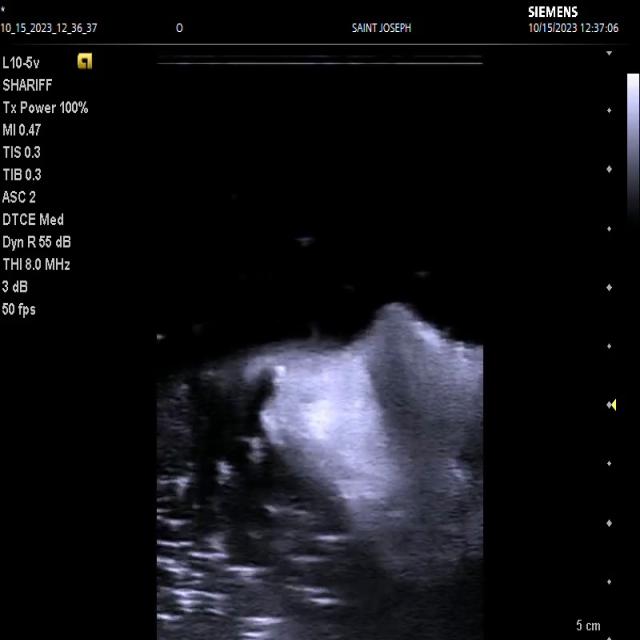 *
SIEMENS
10_15_2023_12_36_37
O
SAINT JOSEPH
10/15/2023 12:37:06
L10-5v
SHARIFF
Tx Power 100%
MI 0.47
TIS 0.3
TIB 0.3
ASC 2
DTCE Med
Dyn R 55 dB
THI 8.0 MHz
3 dB
50 fps
5 cm